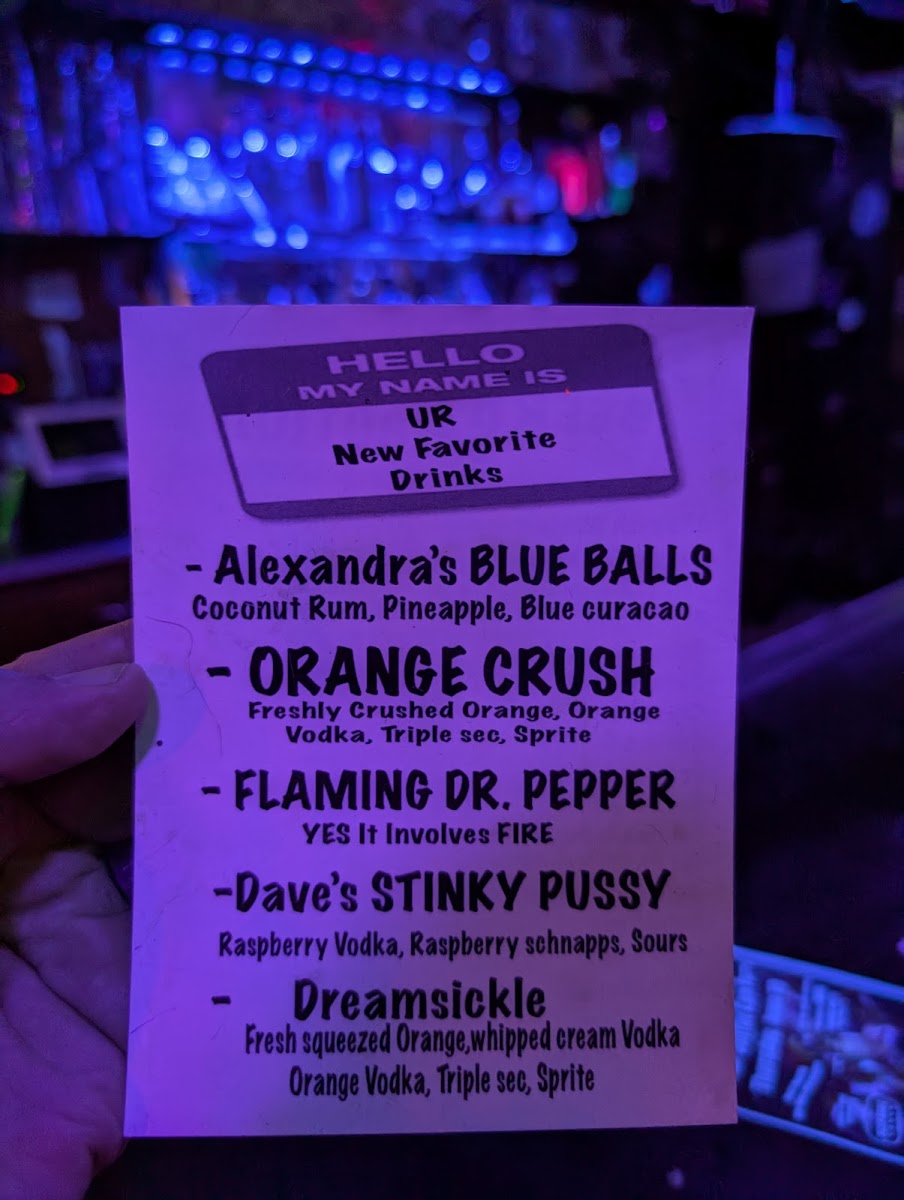 HELLO
MY NAME IS
UR
New Favorite
Drinks
- Alexandra's BLUE BALLS
Coconut Rum, Pineapple, Blue curacao
- ORANGE CRUSH
Freshly Crushed Orange, Orange
Vodka, Triple sec, Sprite
- FLAMING DR. PEPPER
YES It Involves FIRE
-Dave's STINKY PUSSY
Raspberry Vodka, Raspberry schnapps, Sours
- Dreamsickle
Fresh squeezed Orange,whipped cream Vodka
Orange Vodka, Triple sec, Sprite